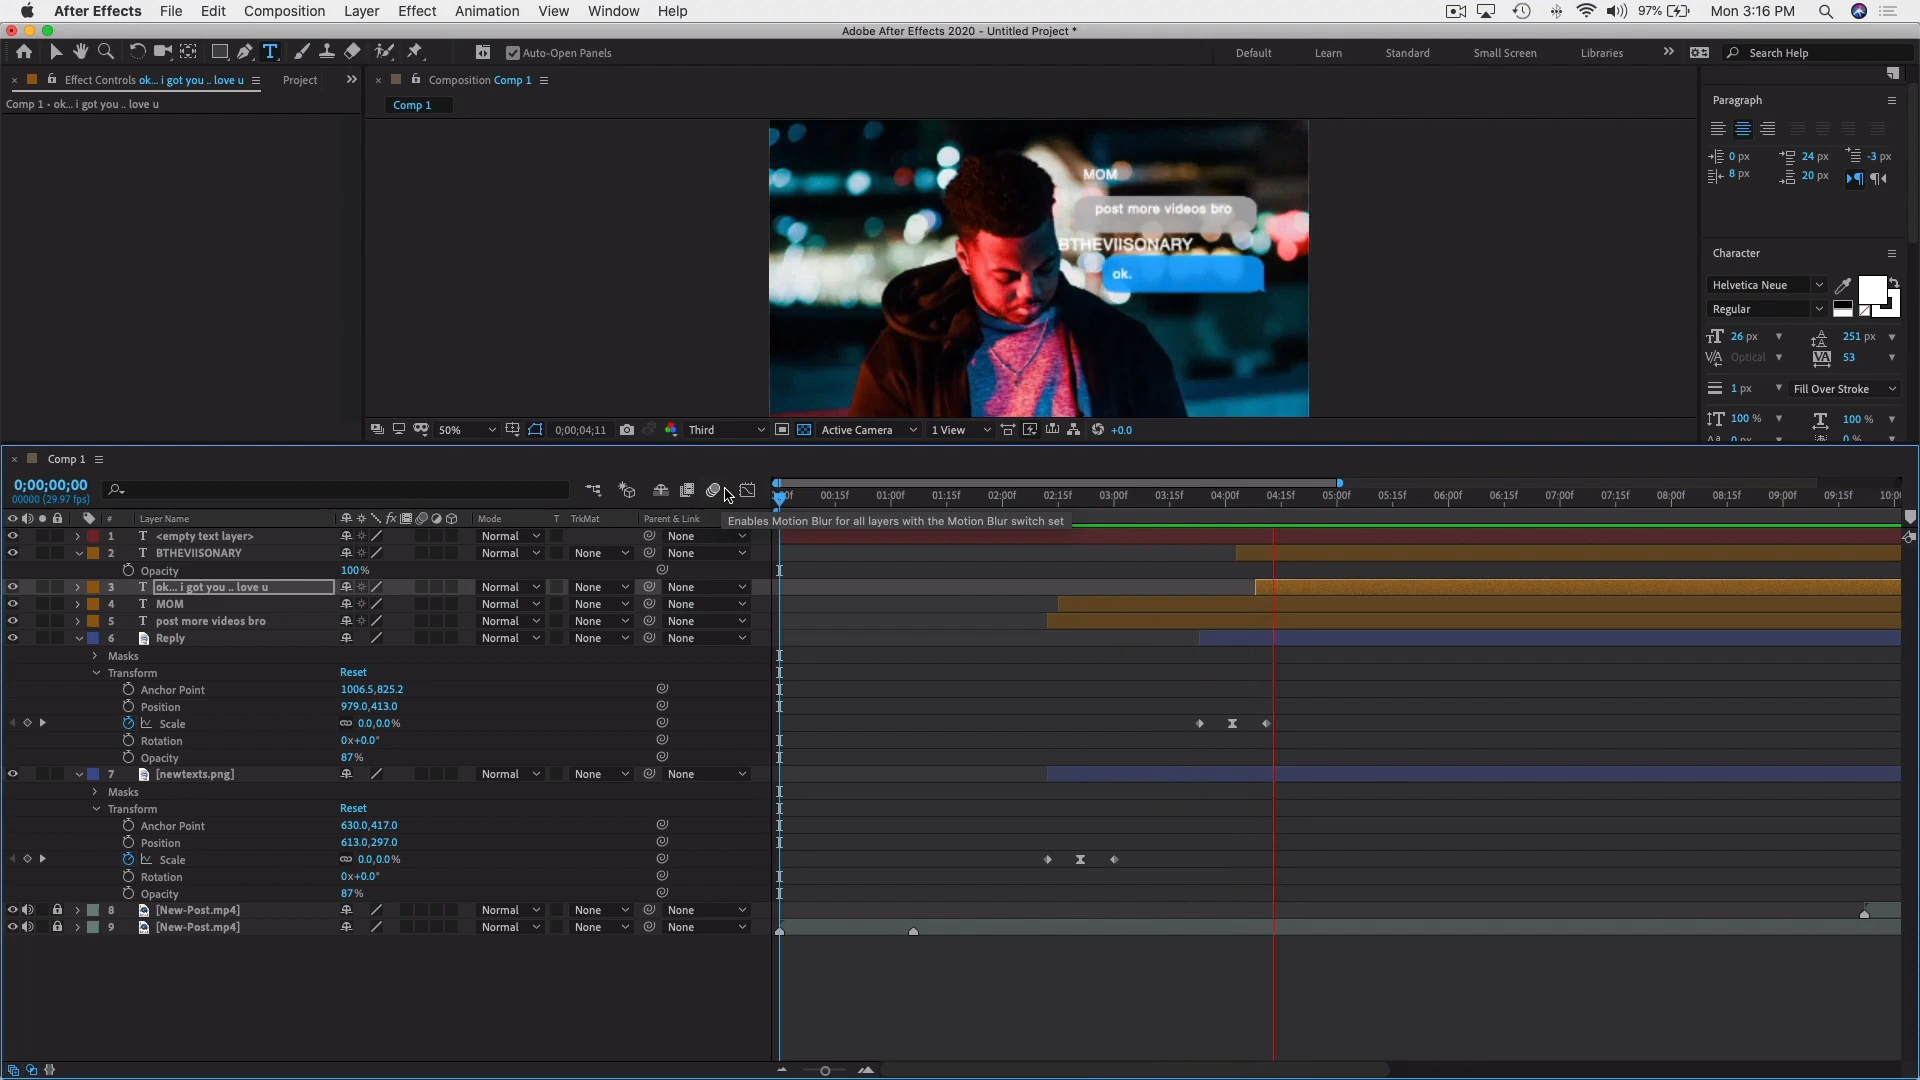 After Effects File Edit Composition Layer Effect Animation View Window Help 97% Mon 3:16 PM
Adobe After Effects 2020 - Untitled Project *
Auto-Open Panels Default Learn Standard Small Screen Libraries Search Help
Effect Controls ok... i got you .. love u Project Composition Comp 1
Comp 1 • ok... i got you .. love u Comp 1
MOM
post more videos bro
BTHEVIISONARY
ok.
Paragraph
0 px 24 px -3 px
8 px 20 px
Character
Helvetica Neue
Regular
26 px 251 px
Optical 53
1 px Fill Over Stroke
100 % 100 %
0 px 0 %
50% 0;00;04;11 Third Active Camera 1 View +0.0
Comp 1
0;00;00;00
00000 (29.97 fps)
00:15f 01:00f 01:15f 02:00f 02:15f 03:00f 03:15f 04:00f 04:15f 05:00f 05:15f 06:00f 06:15f 07:00f 07:15f 08:00f 08:15f 09:00f 09:15f 10:00
# Layer Name fx Mode T TrkMat Parent & Link
Enables Motion Blur for all layers with the Motion Blur switch set
1 T <empty text layer> Normal None
2 T BTHEVIISONARY Normal None None
Opacity 100%
3 T ok... i got you .. love u Normal None None
4 T MOM Normal None None
5 T post more videos bro Normal None None
6 Reply Normal None None
Masks
Transform Reset
Anchor Point 1006.5,825.2
Position 979.0,413.0
Scale 0.0,0.0%
Rotation 0x+0.0°
Opacity 87%
7 [newtexts.png] Normal None None
Masks
Transform Reset
Anchor Point 630.0,417.0
Position 613.0,297.0
Scale 0.0,0.0%
Rotation 0x+0.0°
Opacity 87%
8 [New-Post.mp4] Normal None None
9 [New-Post.mp4] Normal None None